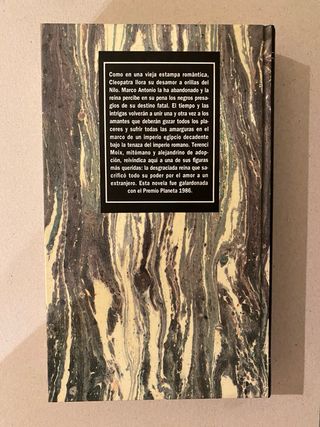 Como en una vieja estampa romántica,
Cleopatra llora su desamor a orillas del
Nilo. Marco Antonio la ha abandonado y la
reina percibe en su pena los negros presa-
gios de su destino fatal. El tiempo y las
intrigas volverán a unir una y otra vez a los
amantes que deberán gozar todos los pla-
ceres y sufrir todas las amarguras en el
marco de un imperio egipcio decadente
bajo la tenaza del imperio romano. Terenci
Moix, mitómano y alejandrino de adop-
ción, reivindica aquí a una de sus figuras
más queridas: la desgraciada reina que sa-
crificó todo su poder por el amor a un
extranjero. Esta novela fue galardonada
con el Premio Planeta 1986.